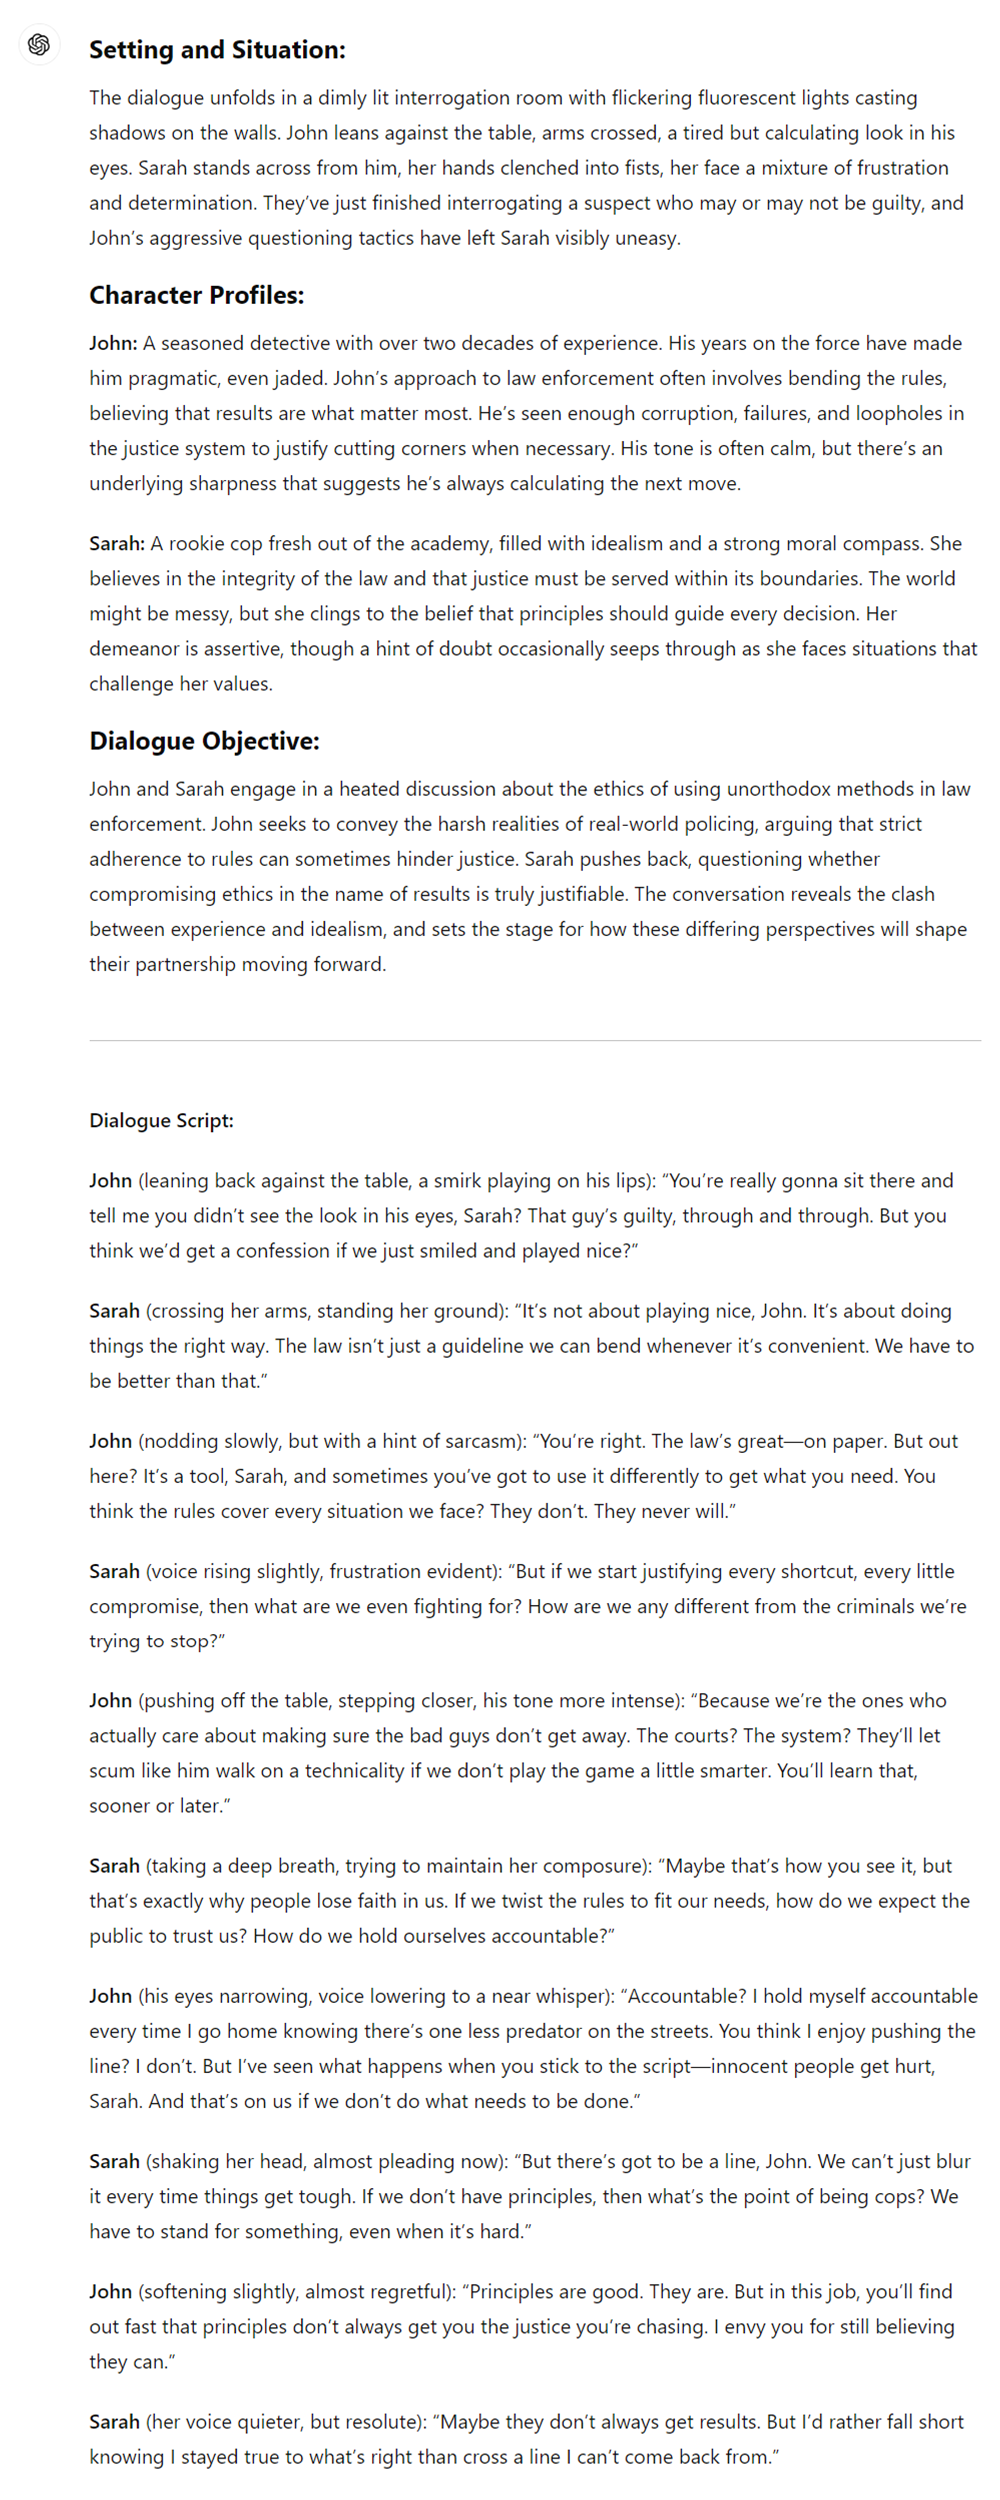 Setting and Situation:
The dialogue unfolds in a dimly lit interrogation room with flickering fluorescent lights casting
shadows on the walls. John leans against the table, arms crossed, a tired but calculating look in his
eyes. Sarah stands across from him, her hands clenched into fists, her face a mixture of frustration
and determination. They’ve just finished interrogating a suspect who may or may not be guilty, and
John’s aggressive questioning tactics have left Sarah visibly uneasy.
Character Profiles:
John: A seasoned detective with over two decades of experience. His years on the force have made
him pragmatic, even jaded. John’s approach to law enforcement often involves bending the rules,
believing that results are what matter most. He’s seen enough corruption, failures, and loopholes in
the justice system to justify cutting corners when necessary. His tone is often calm, but there’s an
underlying sharpness that suggests he’s always calculating the next move.
Sarah: A rookie cop fresh out of the academy, filled with idealism and a strong moral compass. She
believes in the integrity of the law and that justice must be served within its boundaries. The world
might be messy, but she clings to the belief that principles should guide every decision. Her
demeanor is assertive, though a hint of doubt occasionally seeps through as she faces situations that
challenge her values.
Dialogue Objective:
John and Sarah engage in a heated discussion about the ethics of using unorthodox methods in law
enforcement. John seeks to convey the harsh realities of real-world policing, arguing that strict
adherence to rules can sometimes hinder justice. Sarah pushes back, questioning whether
compromising ethics in the name of results is truly justifiable. The conversation reveals the clash
between experience and idealism, and sets the stage for how these differing perspectives will shape
their partnership moving forward.
Dialogue Script:
John (leaning back against the table, a smirk playing on his lips): “You’re really gonna sit there and
tell me you didn’t see the look in his eyes, Sarah? That guy’s guilty, through and through. But you
think we’d get a confession if we just smiled and played nice?”
Sarah (crossing her arms, standing her ground): “It’s not about playing nice, John. It’s about doing
things the right way. The law isn’t just a guideline we can bend whenever it’s convenient. We have to
be better than that.”
John (nodding slowly, but with a hint of sarcasm): “You’re right. The law’s great—on paper. But out
here? It’s a tool, Sarah, and sometimes you’ve got to use it differently to get what you need. You
think the rules cover every situation we face? They don’t. They never will.”
Sarah (voice rising slightly, frustration evident): “But if we start justifying every shortcut, every little
compromise, then what are we even fighting for? How are we any different from the criminals we’re
trying to stop?”
John (pushing off the table, stepping closer, his tone more intense): “Because we’re the ones who
actually care about making sure the bad guys don’t get away. The courts? The system? They’ll let
scum like him walk on a technicality if we don’t play the game a little smarter. You’ll learn that,
sooner or later.”
Sarah (taking a deep breath, trying to maintain her composure): “Maybe that’s how you see it, but
that’s exactly why people lose faith in us. If we twist the rules to fit our needs, how do we expect the
public to trust us? How do we hold ourselves accountable?”
John (his eyes narrowing, voice lowering to a near whisper): “Accountable? I hold myself accountable
every time I go home knowing there’s one less predator on the streets. You think I enjoy pushing the
line? I don’t. But I’ve seen what happens when you stick to the script—innocent people get hurt,
Sarah. And that’s on us if we don’t do what needs to be done.”
Sarah (shaking her head, almost pleading now): “But there’s got to be a line, John. We can’t just blur
it every time things get tough. If we don’t have principles, then what’s the point of being cops? We
have to stand for something, even when it’s hard.”
John (softening slightly, almost regretful): “Principles are good. They are. But in this job, you’ll find
out fast that principles don’t always get you the justice you’re chasing. I envy you for still believing
they can.”
Sarah (her voice quieter, but resolute): “Maybe they don’t always get results. But I’d rather fall short
knowing I stayed true to what’s right than cross a line I can’t come back from.”